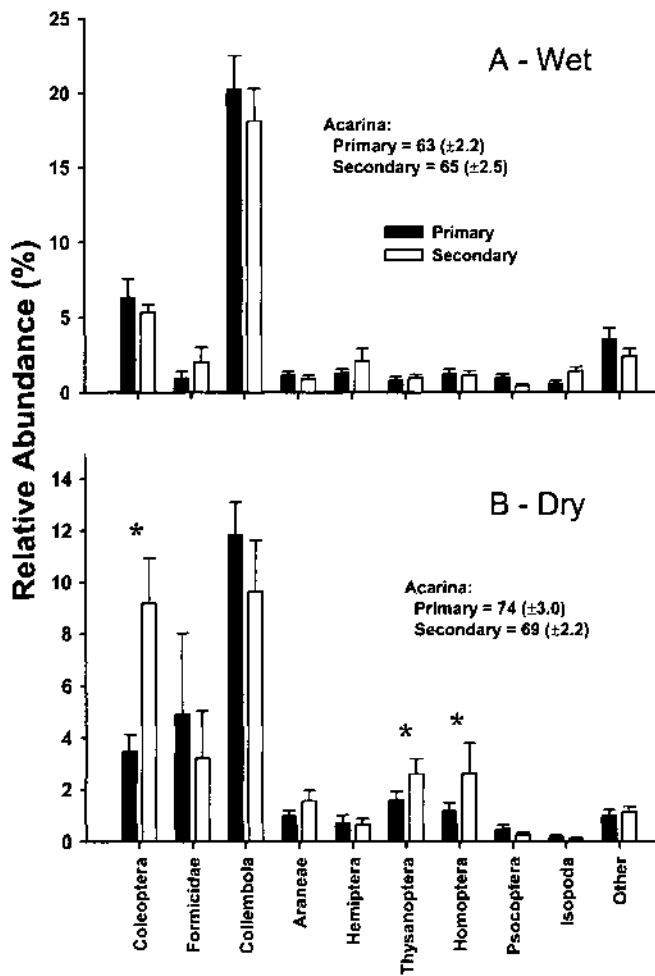 Relative Abundance (%)
25
20
15
10
5
0
A - Wet
Acarina:
Primary = 63 (±2.2)
Secondary = 65 (±2.5)
Primary
Secondary
14
12
10
8
6
4
2
0
B - Dry
Acarina:
Primary = 74 (±3.0)
Secondary = 69 (±2.2)
*
*
*
Coleoptera
Formicidae
Collembola
Araneae
Hemiptera
Thysanoptera
Homoptera
Psocoptera
Isopoda
Other